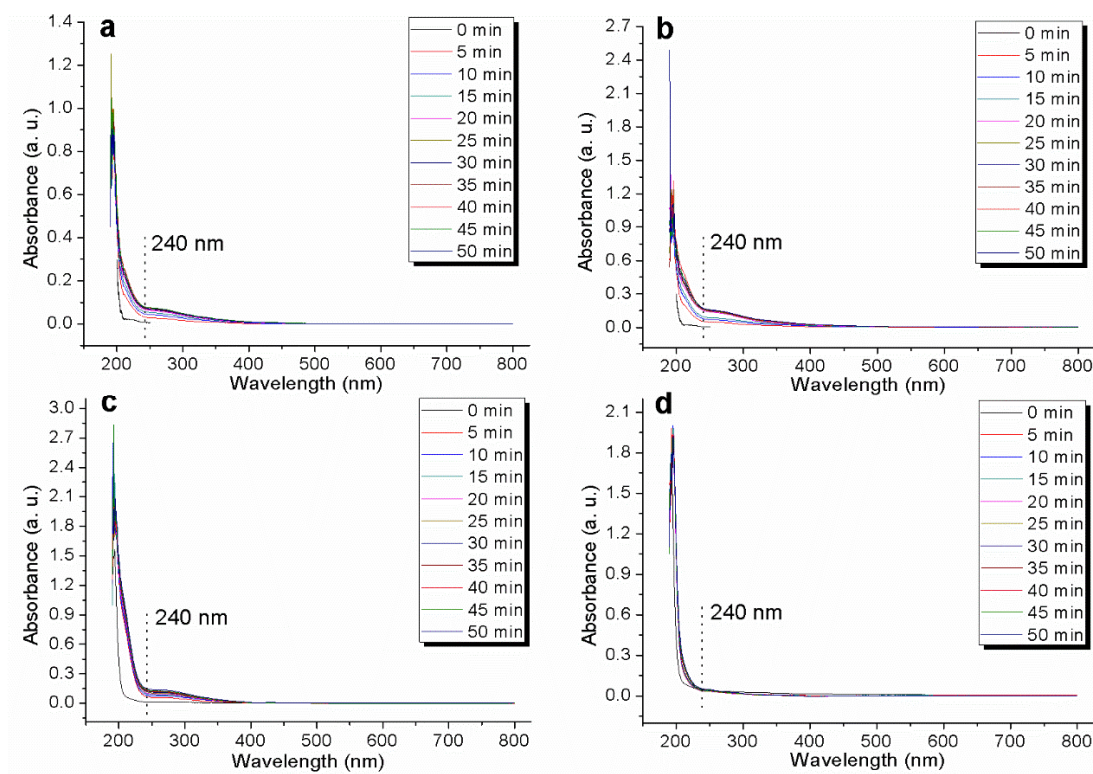 a
1.4
1.2
1.0
0.8
0.6
0.4
0.2
0.0
Absorbance (a. u.)
240 nm
200 300 400 500 600 700 800
Wavelength (nm)
0 min
5 min
10 min
15 min
20 min
25 min
30 min
35 min
40 min
45 min
50 min
b
2.7
2.4
2.1
1.8
1.5
1.2
0.9
0.6
0.3
0.0
Absorbance (a. u.)
240 nm
200 300 400 500 600 700 800
Wavelength (nm)
0 min
5 min
10 min
15 min
20 min
25 min
30 min
35 min
40 min
45 min
50 min
c
3.0
2.7
2.4
2.1
1.8
1.5
1.2
0.9
0.6
0.3
0.0
Absorbance (a. u.)
240 nm
200 300 400 500 600 700 800
Wavelength (nm)
0 min
5 min
10 min
15 min
20 min
25 min
30 min
35 min
40 min
45 min
50 min
d
2.1
1.8
1.5
1.2
0.9
0.6
0.3
0.0
Absorbance (a. u.)
240 nm
200 300 400 500 600 700 800
Wavelength (nm)
0 min
5 min
10 min
15 min
20 min
25 min
30 min
35 min
40 min
45 min
50 min